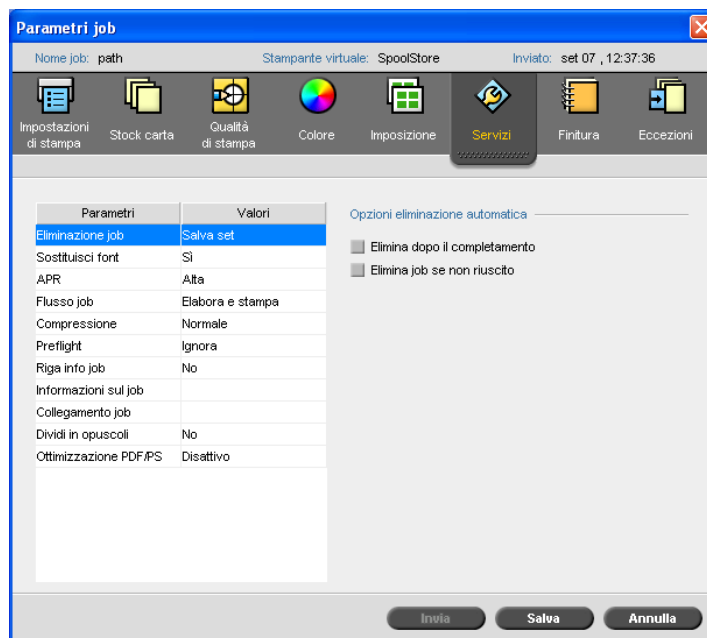 Parametri job
Nome job: path Stampante virtuale: SpoolStore Inviato: set 07 , 12:37:36
Impostazioni di stampa
Stock carta
Qualità di stampa
Colore
Imposizione
Servizi
Finitura
Eccezioni
Parametri Valori
Eliminazione job Salva set
Sostituisci font Sì
APR Alta
Flusso job Elabora e stampa
Compressione Normale
Preflight Ignora
Riga info job No
Informazioni sul job
Collegamento job
Dividi in opuscoli No
Ottimizzazione PDF/PS Disattivo
Opzioni eliminazione automatica
Elimina dopo il completamento
Elimina job se non riuscito
Invia Salva Annulla